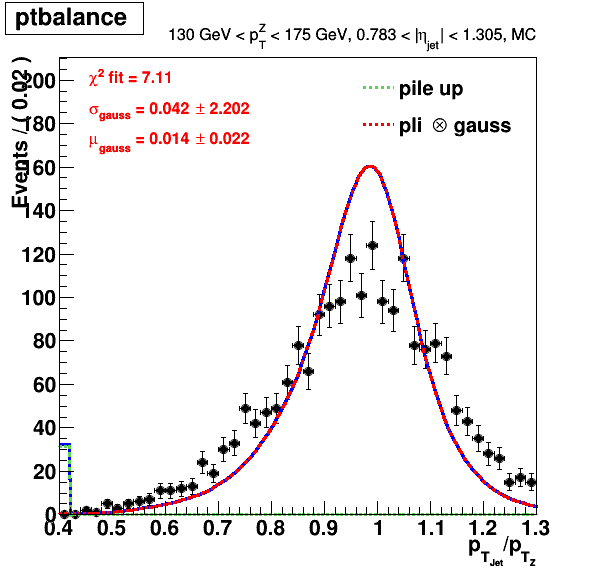 ptbalance
130 GeV < p_T^Z < 175 GeV, 0.783 < |η_jet| < 1.305, MC
χ² fit = 7.11
σ_gauss = 0.042 ± 2.202
μ_gauss = 0.014 ± 0.022
pile up
pli ⊗ gauss
Events / ( 0.02 )
200
180
160
140
120
100
80
60
40
20
0
0.4 0.5 0.6 0.7 0.8 0.9 1 1.1 1.2 1.3
p_T_Jet/p_T_Z